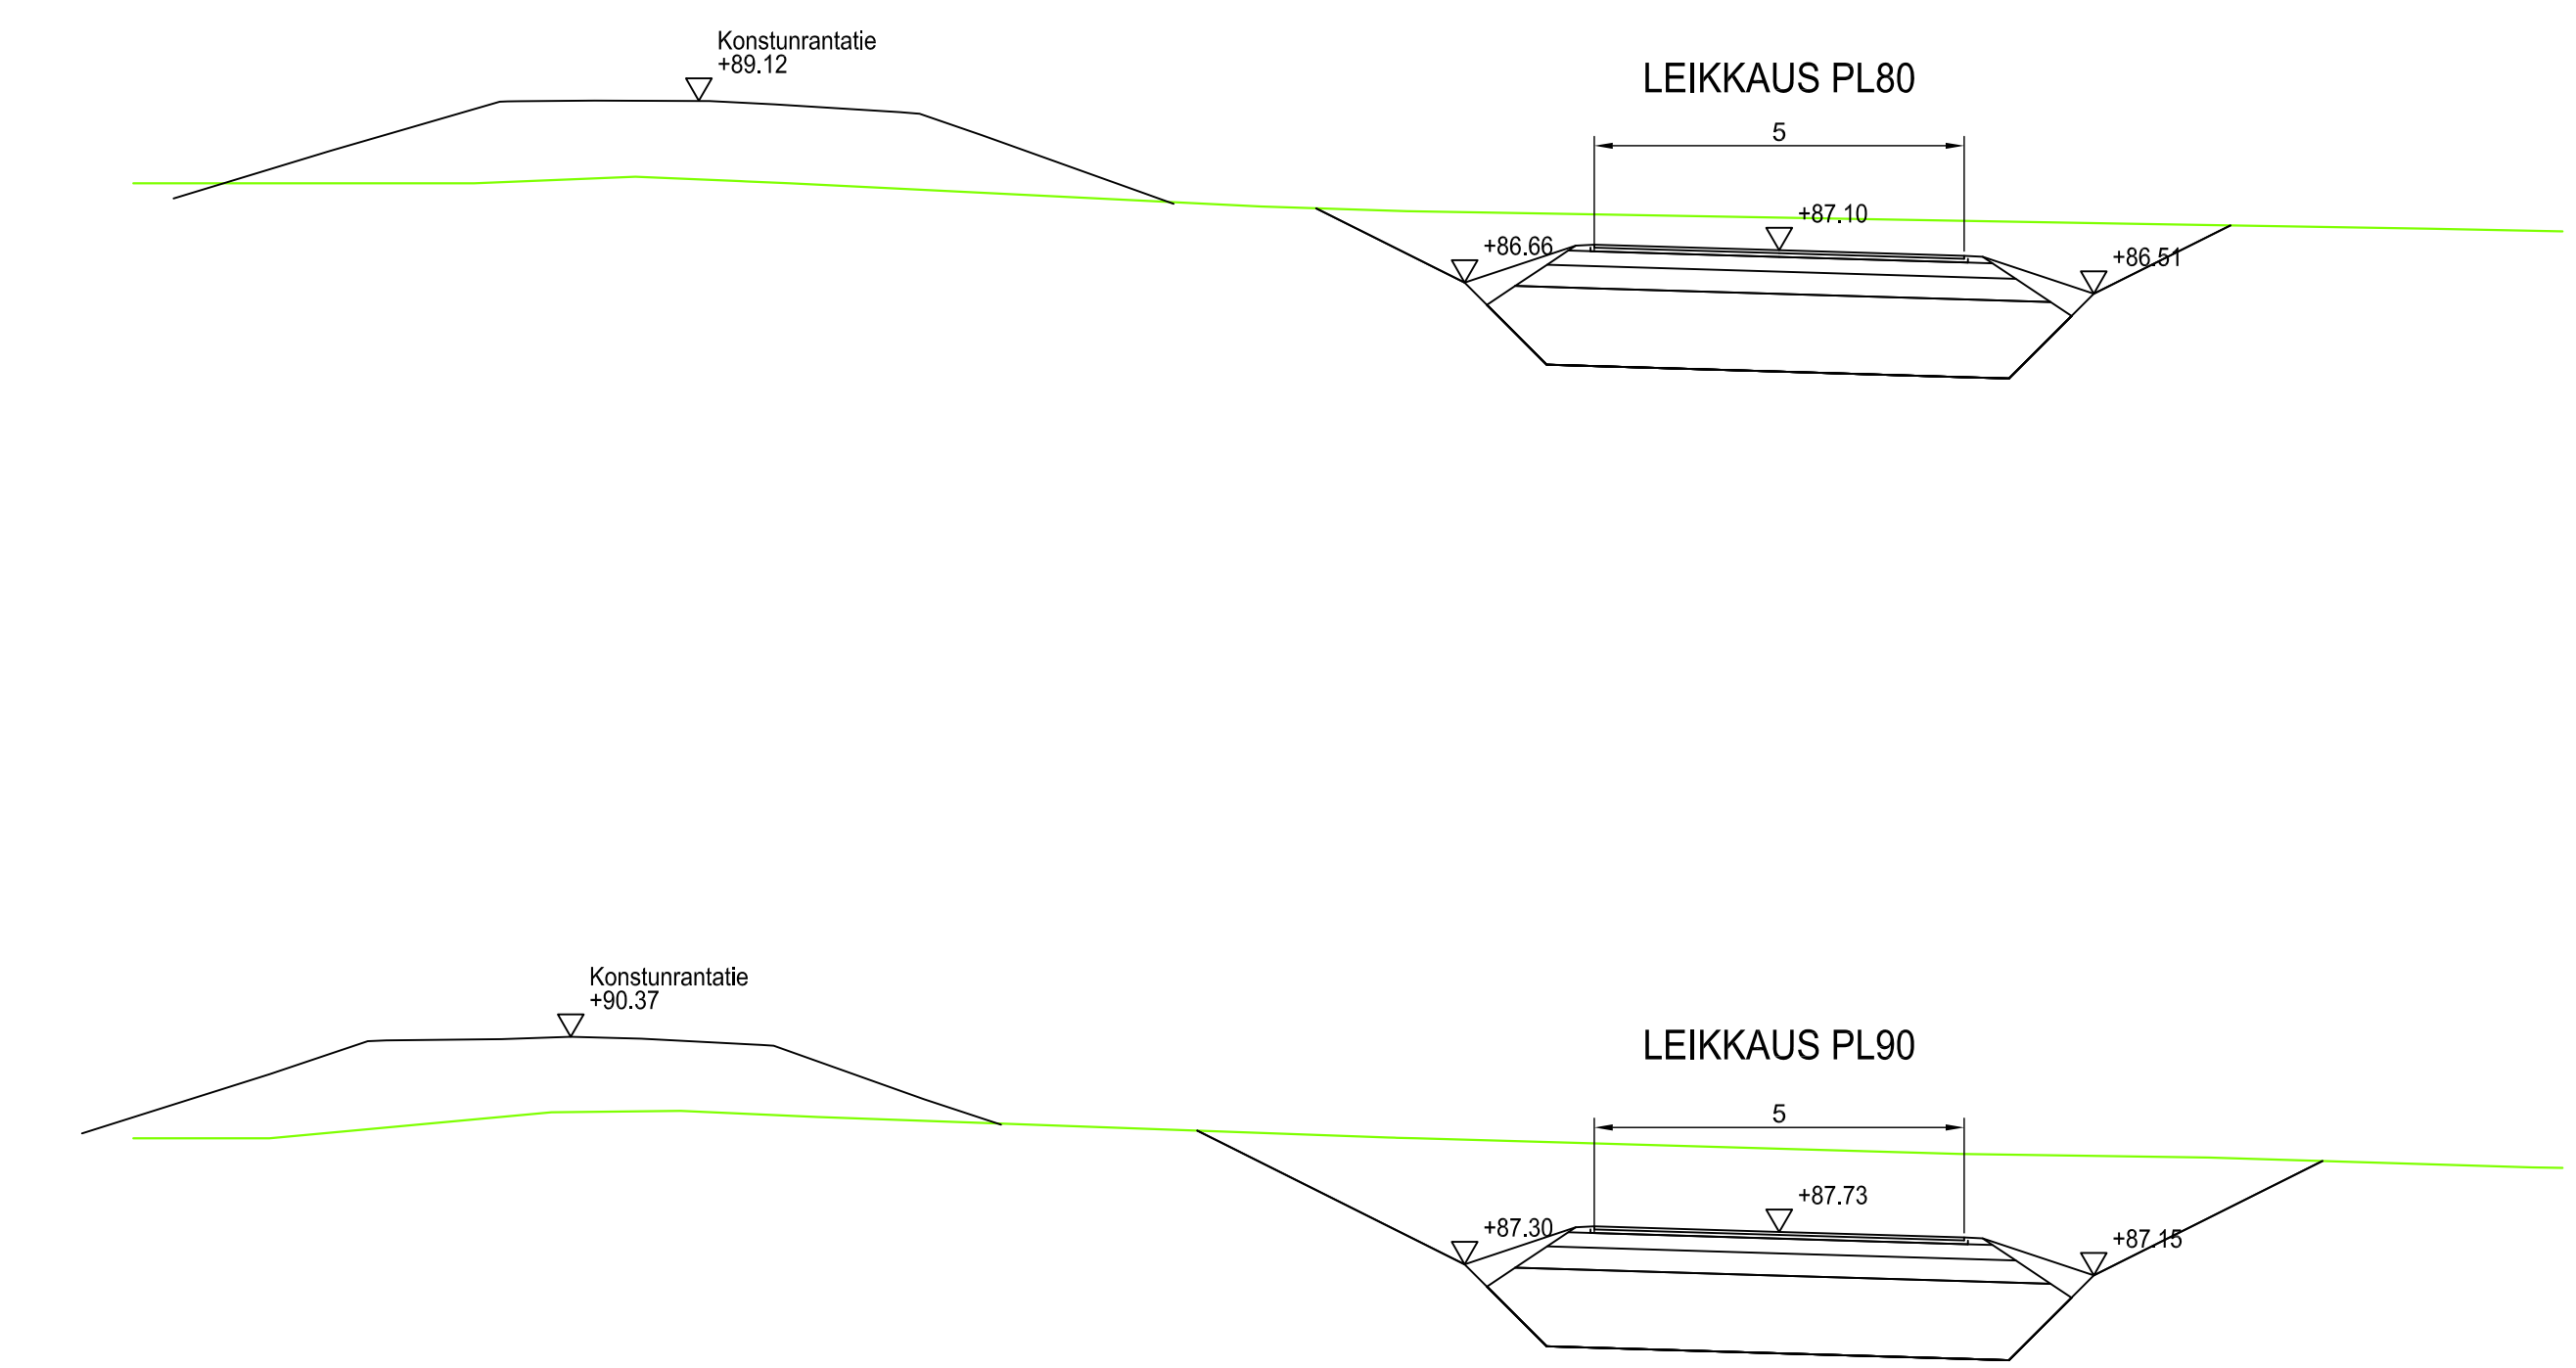 Konstunrantatie
+89.12
LEIKKAUS PL80
5
+87.10
+86.66
+86.51
Konstunrantatie
+90.37
LEIKKAUS PL90
5
+87.73
+87.30
+87.15